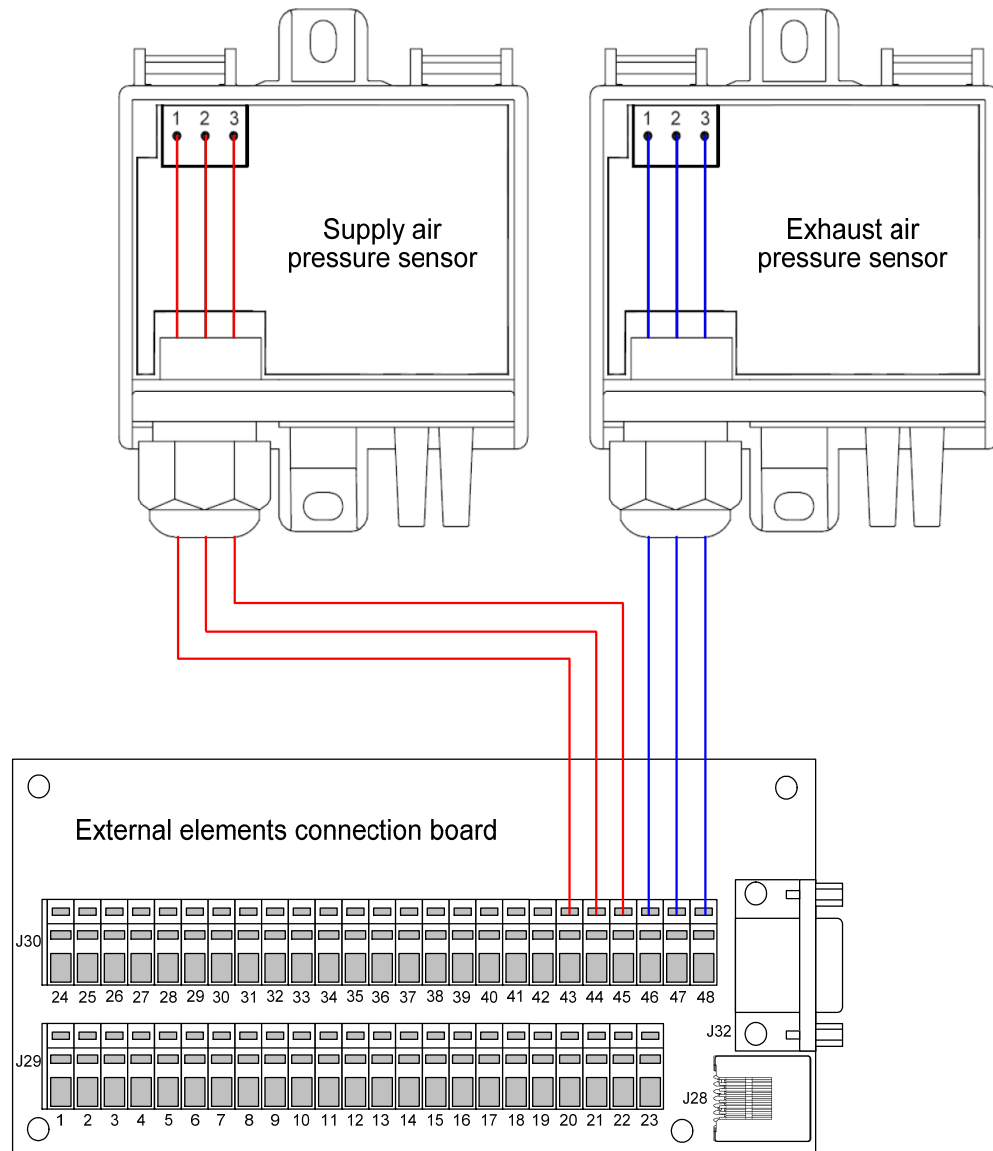 1 2 3
1 2 3
Supply air
pressure sensor
Exhaust air
pressure sensor
External elements connection board
J30
24 25 26 27 28 29 30 31 32 33 34 35 36 37 38 39 40 41 42 43 44 45 46 47 48
J32
J29
J28
1 2 3 4 5 6 7 8 9 10 11 12 13 14 15 16 17 18 19 20 21 22 23